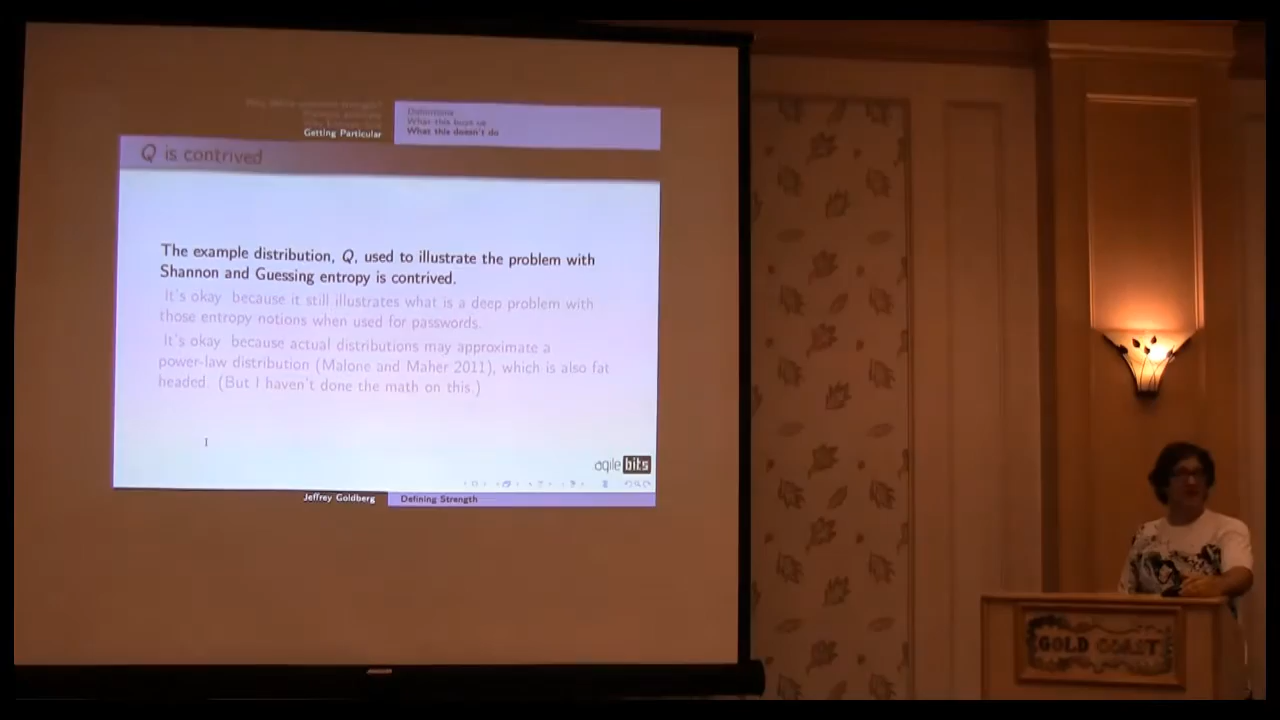 Getting Particular
What this buys us
What this doesn't do
Q is contrived
The example distribution, Q, used to illustrate the problem with
Shannon and Guessing entropy is contrived.
It's okay because it still illustrates what is a deep problem with
those entropy notions when used for passwords.
It's okay because actual distributions may approximate a
power-law distribution (Malone and Maher 2011), which is also fat
headed. (But I haven't done the math on this.)
agile bits
Jeffrey Goldberg
Defining Strength
GOLD COAST